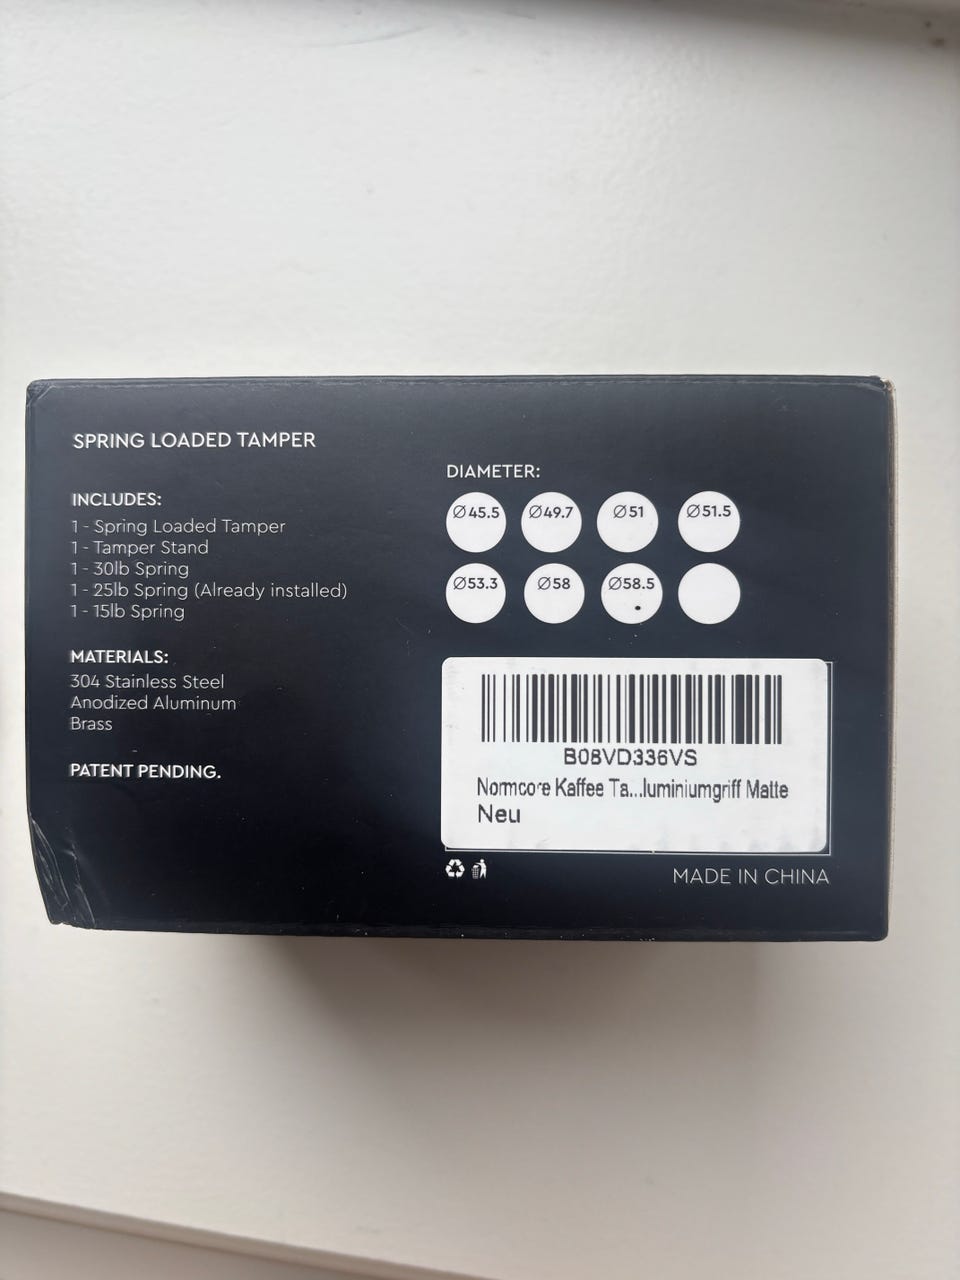 SPRING LOADED TAMPER
INCLUDES:
1 - Spring Loaded Tamper
1 - Tamper Stand
1 - 30lb Spring
1 - 25lb Spring (Already installed)
1 - 15lb Spring
MATERIALS:
304 Stainless Steel
Anodized Aluminum
Brass
PATENT PENDING.
DIAMETER:
Ø45.5 Ø49.7 Ø51 Ø51.5
Ø53.3 Ø58 Ø58.5
B08VD336VS
Normcore Kaffee Ta...luminiumgriff Matte
Neu
MADE IN CHINA